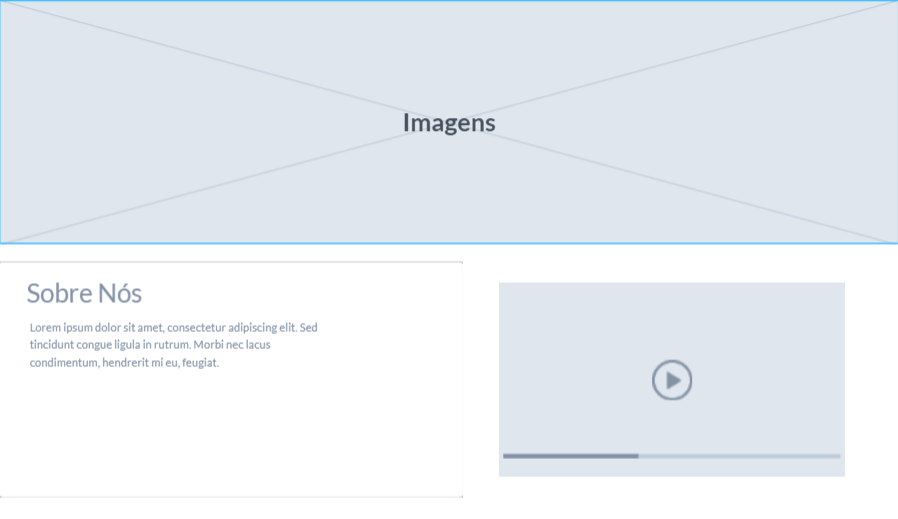 Imagens
Sobre Nós
Lorem ipsum dolor sit amet, consectetur adipiscing elit. Sed
tincidunt congue ligula in rutrum. Morbi nec lacus
condimentum, hendrerit mi eu, feugiat.